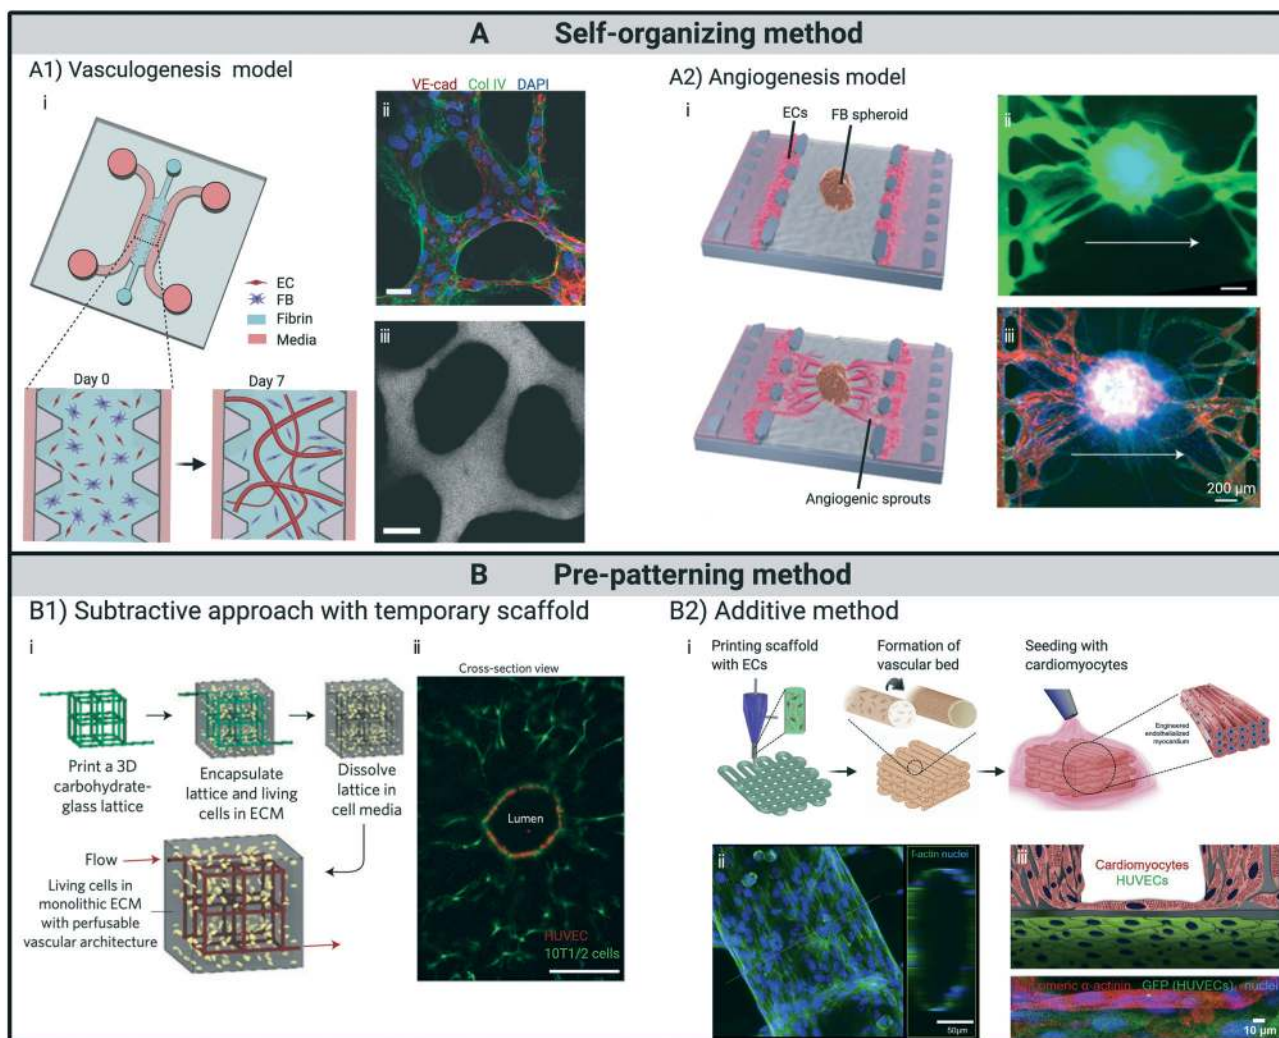 A Self-organizing method
A1) Vasculogenesis model
i
EC
FB
Fibrin
Media
Day 0
Day 7
VE-cad Col IV DAPI
ii
iii
A2) Angiogenesis model
i
ECs
FB spheroid
Angiogenic sprouts
ii
iii
200 µm
B Pre-patterning method
B1) Subtractive approach with temporary scaffold
i
Print a 3D
carbohydrate-
glass lattice
Encapsulate
lattice and living
cells in ECM
Dissolve
lattice in
cell media
Flow
Living cells in
monolithic ECM
with perfusable
vascular architecture
ii
Cross-section view
Lumen
HUVEC
10T1/2 cells
B2) Additive method
i
Printing scaffold
with ECs
Formation of
vascular bed
Seeding with
cardiomyocytes
Engineered
endothelialized
myocardium
ii
f-actin nuclei
50µm
iii
Cardiomyocytes
HUVECs
α-actinin GFP (HUVECs) nuclei
10 µm